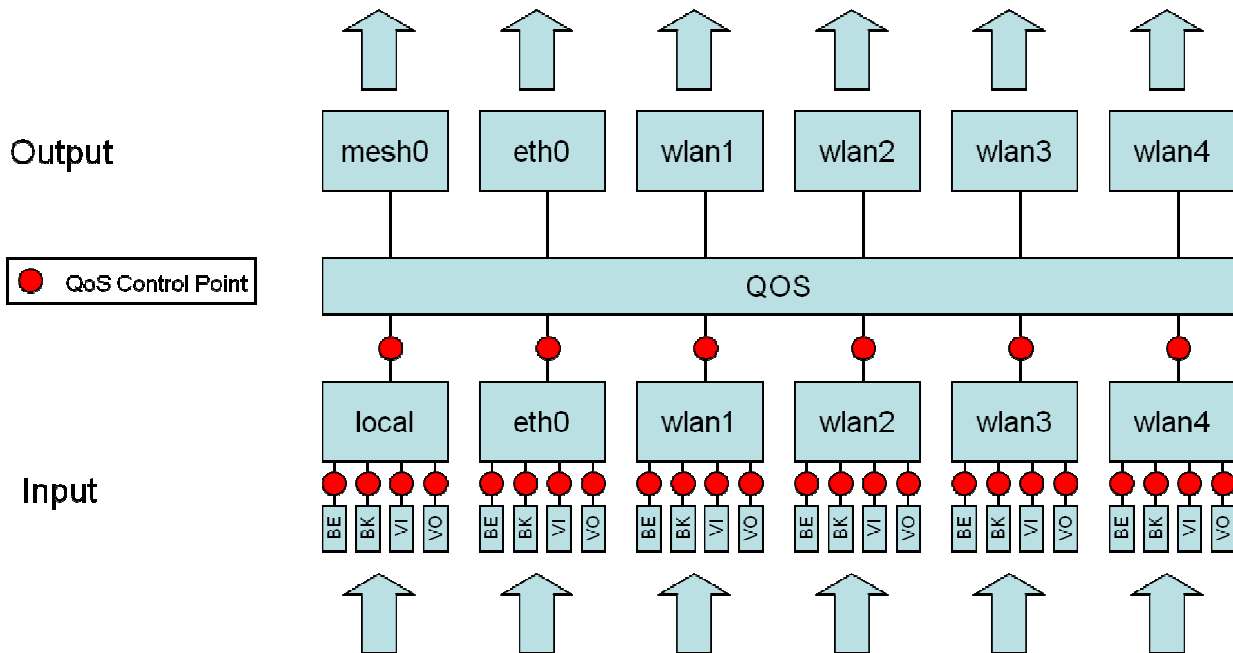 Output
mesh0 eth0 wlan1 wlan2 wlan3 wlan4
QoS Control Point
QOS
local eth0 wlan1 wlan2 wlan3 wlan4
Input
BE BK VI VO BE BK VI VO BE BK VI VO BE BK VI VO BE BK VI VO BE BK VI VO